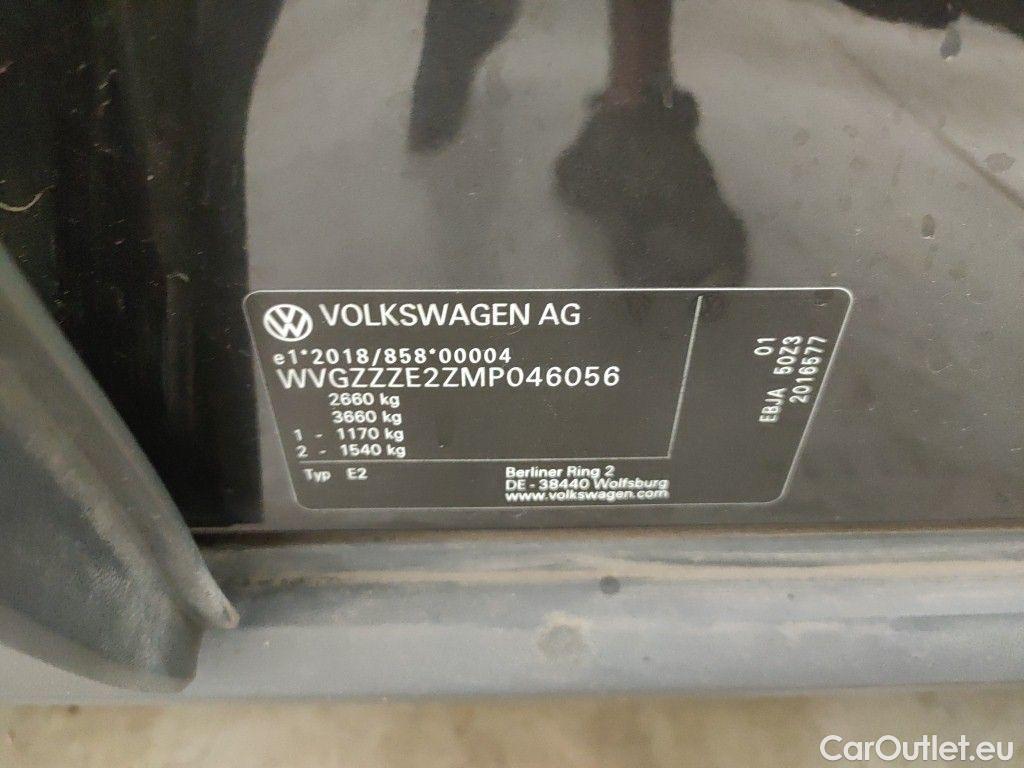 VOLKSWAGEN AG
e1*2018/858*00004
WVGZZZE2ZMP046056
2660 kg
3660 kg
1 - 1170 kg
2 - 1540 kg
Typ E2
Berliner Ring 2
DE - 38440 Wolfsburg
www.volkswagen.com
01
EBJA 50Z3
2016577
CarOutlet.eu